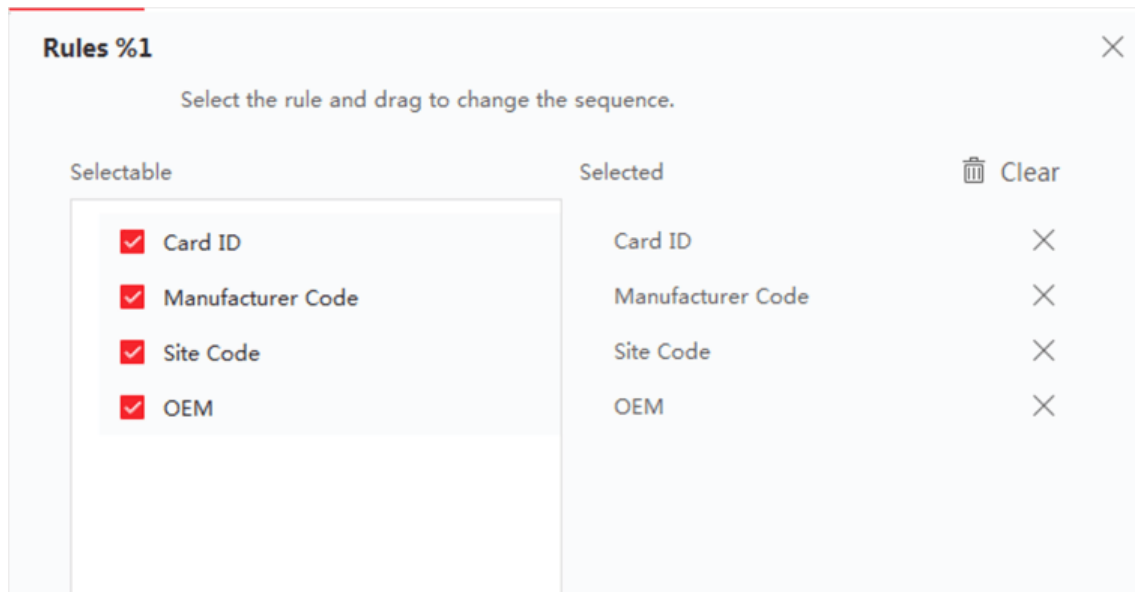 Rules %1
Select the rule and drag to change the sequence.
Selectable
Selected
Clear
Card ID
Card ID
Manufacturer Code
Manufacturer Code
Site Code
Site Code
OEM
OEM